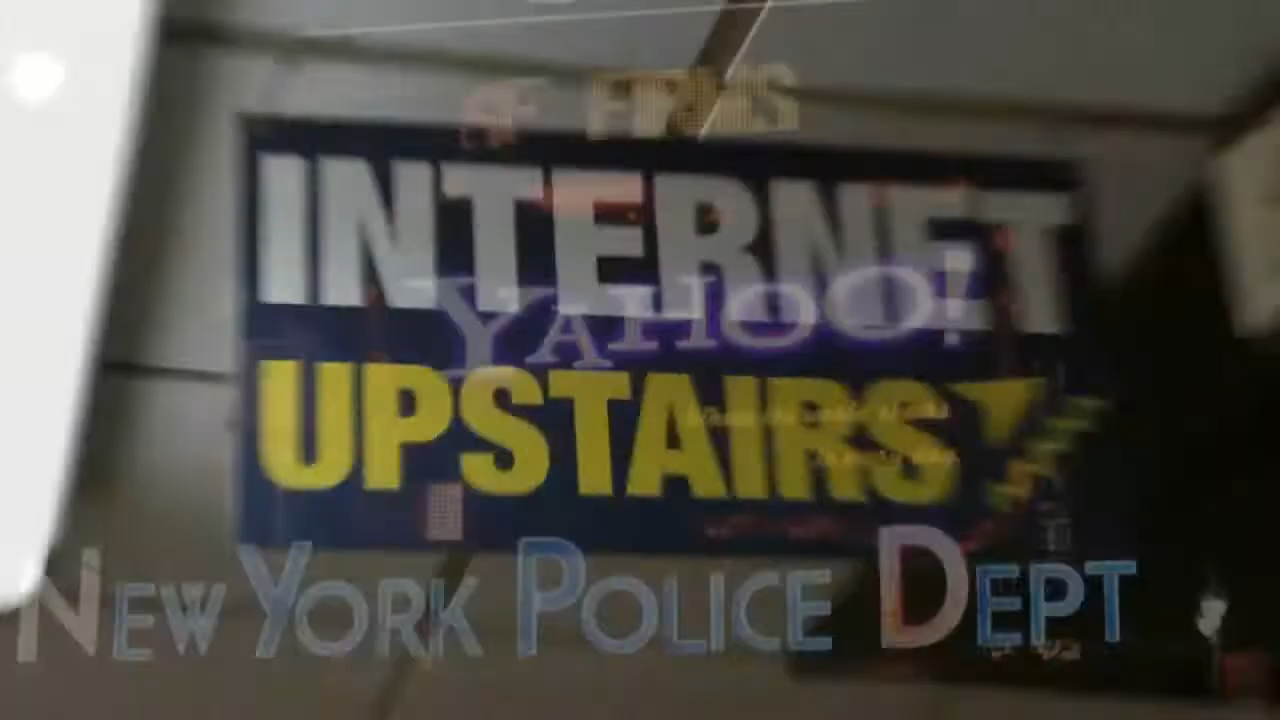 INTERNET
YAHOO!
UPSTAIRS
NEW YORK POLICE DEPT